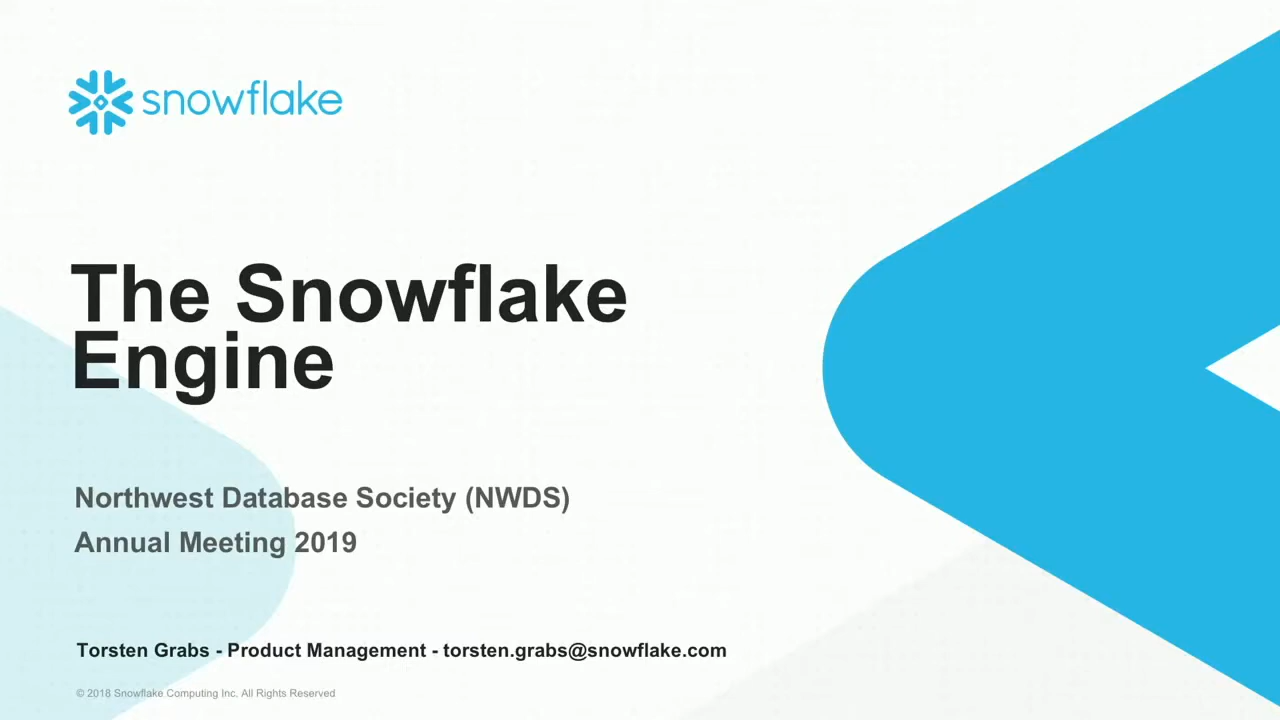 snowflake
The Snowflake
Engine
Northwest Database Society (NWDS)
Annual Meeting 2019
Torsten Grabs - Product Management - torsten.grabs@snowflake.com
© 2018 Snowflake Computing Inc. All Rights Reserved